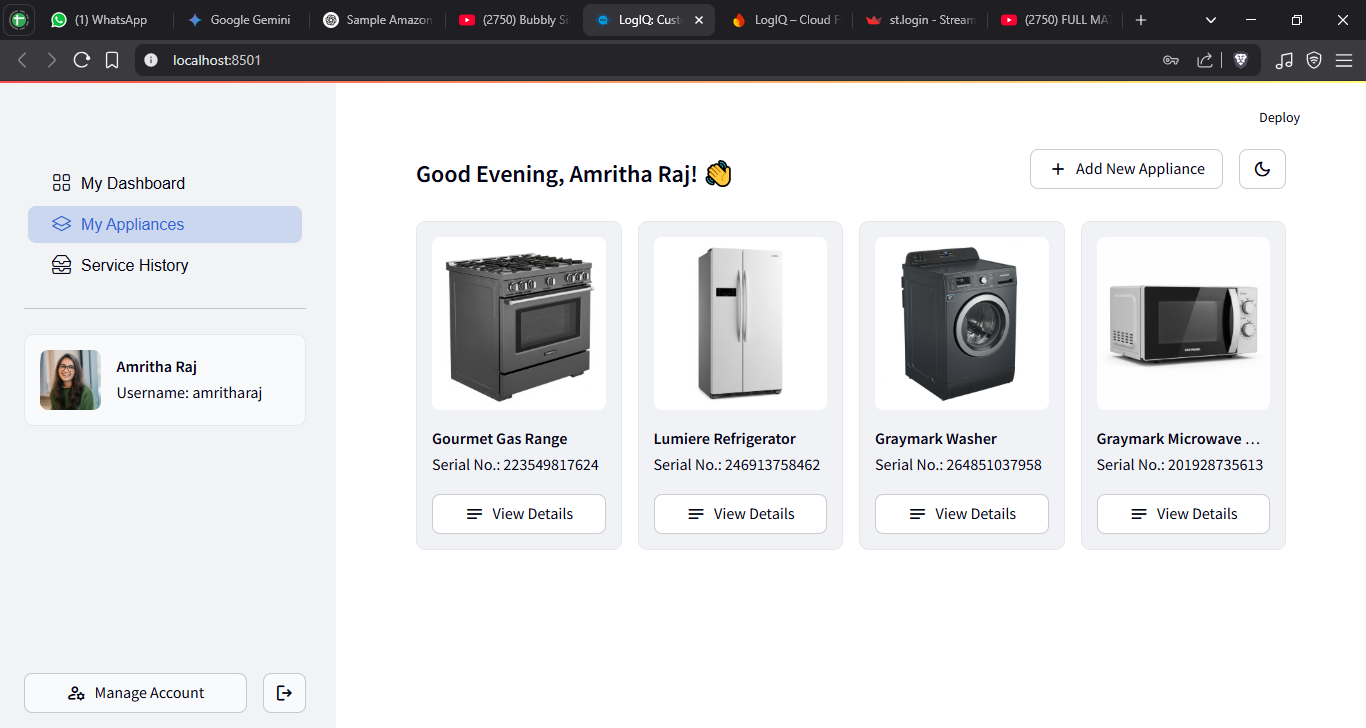 (1) WhatsApp
Google Gemini
Sample Amazon
(2750) Bubbly Si
LogIQ: Cust
LogIQ – Cloud F
st.login - Stream
(2750) FULL MA
localhost:8501
Deploy
My Dashboard
My Appliances
Service History
Amritha Raj
Username: amritharaj
Manage Account
Good Evening, Amritha Raj! 👋
Add New Appliance
Gourmet Gas Range
Serial No.: 223549817624
View Details
Lumiere Refrigerator
Serial No.: 246913758462
View Details
Graymark Washer
Serial No.: 264851037958
View Details
Graymark Microwave ...
Serial No.: 201928735613
View Details